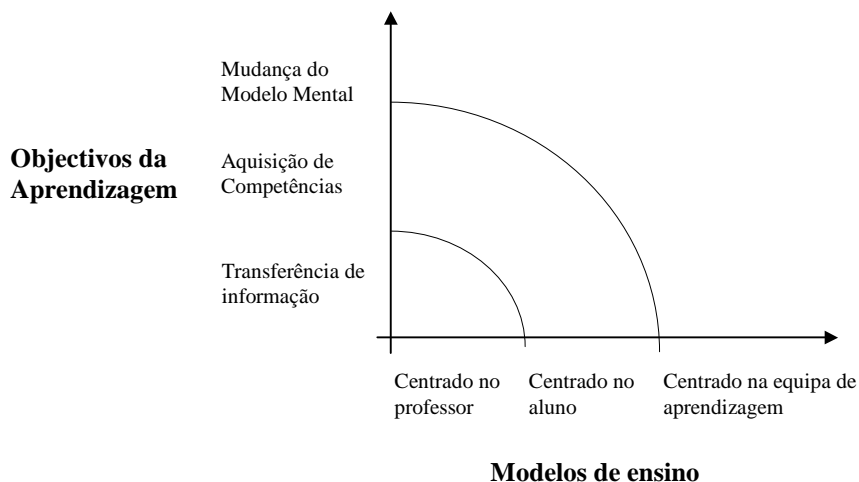 Mudança do
Modelo Mental
Objectivos da
Aprendizagem
Aquisição de
Competências
Transferência de
informação
Centrado no
professor
Centrado no
aluno
Centrado na equipa de
aprendizagem
Modelos de ensino